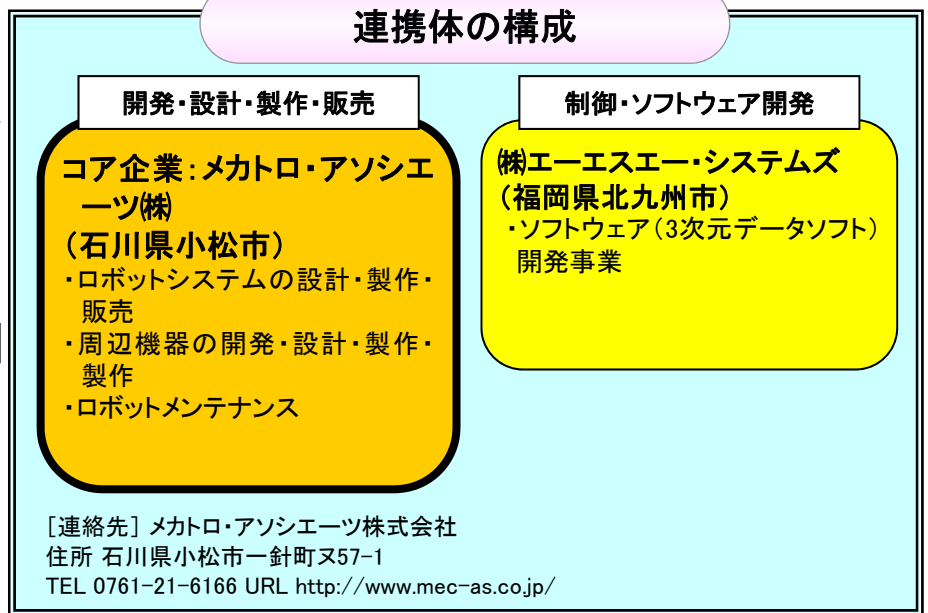 連携体の構成
開発・設計・製作・販売
コア企業：メカトロ・アソシエ
ーツ㈱
（石川県小松市）
・ロボットシステムの設計・製作・
販売
・周辺機器の開発・設計・製作・
製作
・ロボットメンテナンス
制御・ソフトウェア開発
㈱エーエスエー・システムズ
（福岡県北九州市）
・ソフトウェア（3次元データソフト）
開発事業
［連絡先］ メカトロ・アソシエーツ株式会社
住所 石川県小松市一針町ヌ57-1
TEL 0761-21-6166 URL http://www.mec-as.co.jp/